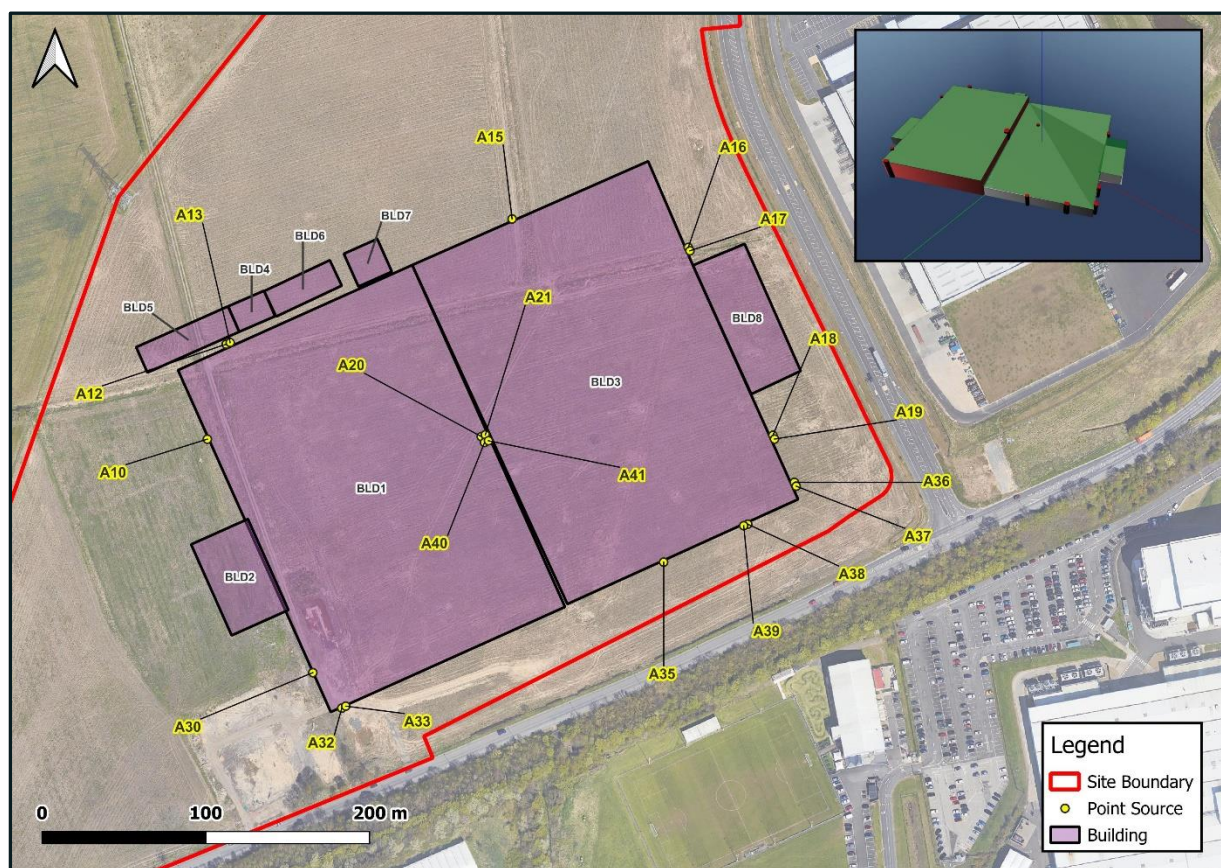 A15
A16
A13
BLD7
BLD6
A17
BLD4
BLD5
A21
BLD8
A18
A20
BLD3
A12
A19
A10
A41
A36
BLD1
A37
A40
BLD2
A38
A39
A35
A30
A33
A32
Legend
Site Boundary
Point Source
Building
0 100 200 m